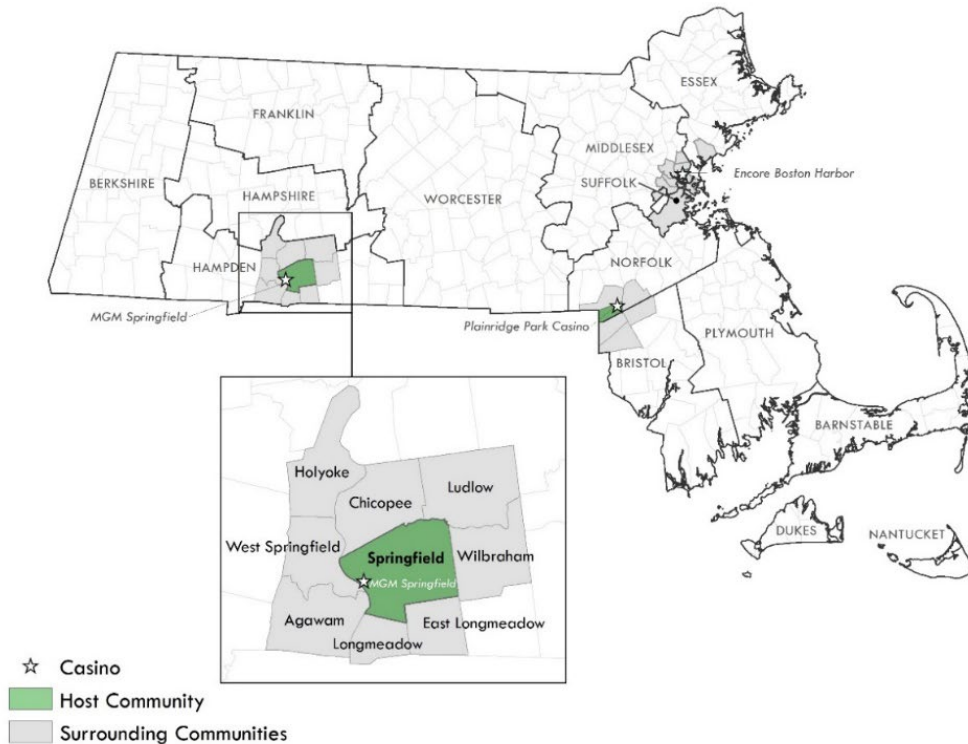 ESSEX
FRANKLIN
MIDDLESEX
Encore Boston Harbor
BERKSHIRE
HAMPSHIRE
SUFFOLK
WORCESTER
HAMPDEN
NORFOLK
MGM Springfield
Plainridge Park Casino
PLYMOUTH
BRISTOL
BARNSTABLE
Holyoke
Ludlow
Chicopee
DUKES
NANTUCKET
West Springfield
Springfield
Wilbraham
MGM Springfield
Agawam
East Longmeadow
Longmeadow
Casino
Host Community
Surrounding Communities